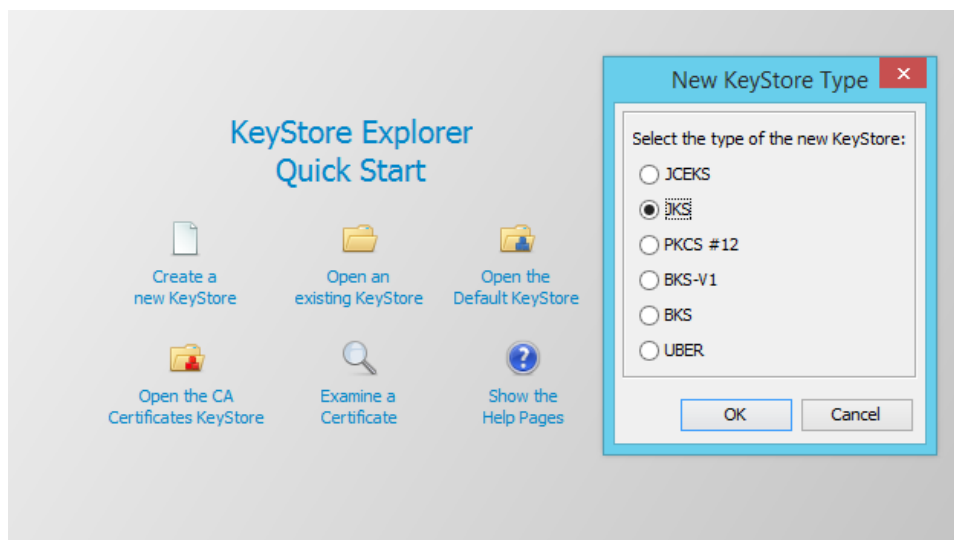 KeyStore Explorer
Quick Start
Create a
new KeyStore
Open an
existing KeyStore
Open the
Default KeyStore
Open the CA
Certificates KeyStore
Examine a
Certificate
Show the
Help Pages
New KeyStore Type
Select the type of the new KeyStore:
JCEKS
JKS
PKCS #12
BKS-V1
BKS
UBER
OK
Cancel